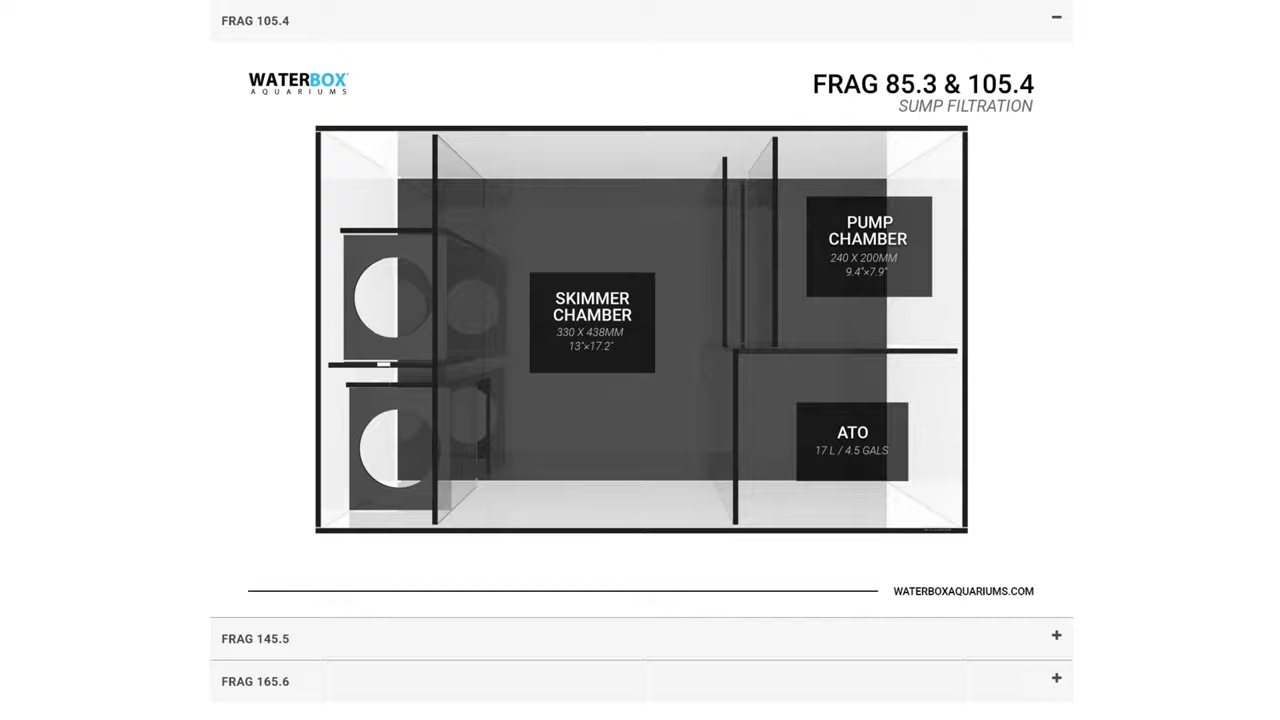 FRAG 105.4
WATERBOX
AQUARIUMS
FRAG 85.3 & 105.4
SUMP FILTRATION
PUMP
CHAMBER
240 X 200MM
9.4"×7.9"
SKIMMER
CHAMBER
330 X 438MM
13"×17.2"
ATO
17 L / 4.5 GALS
WATERBOXAQUARIUMS.COM
FRAG 145.5
FRAG 165.6